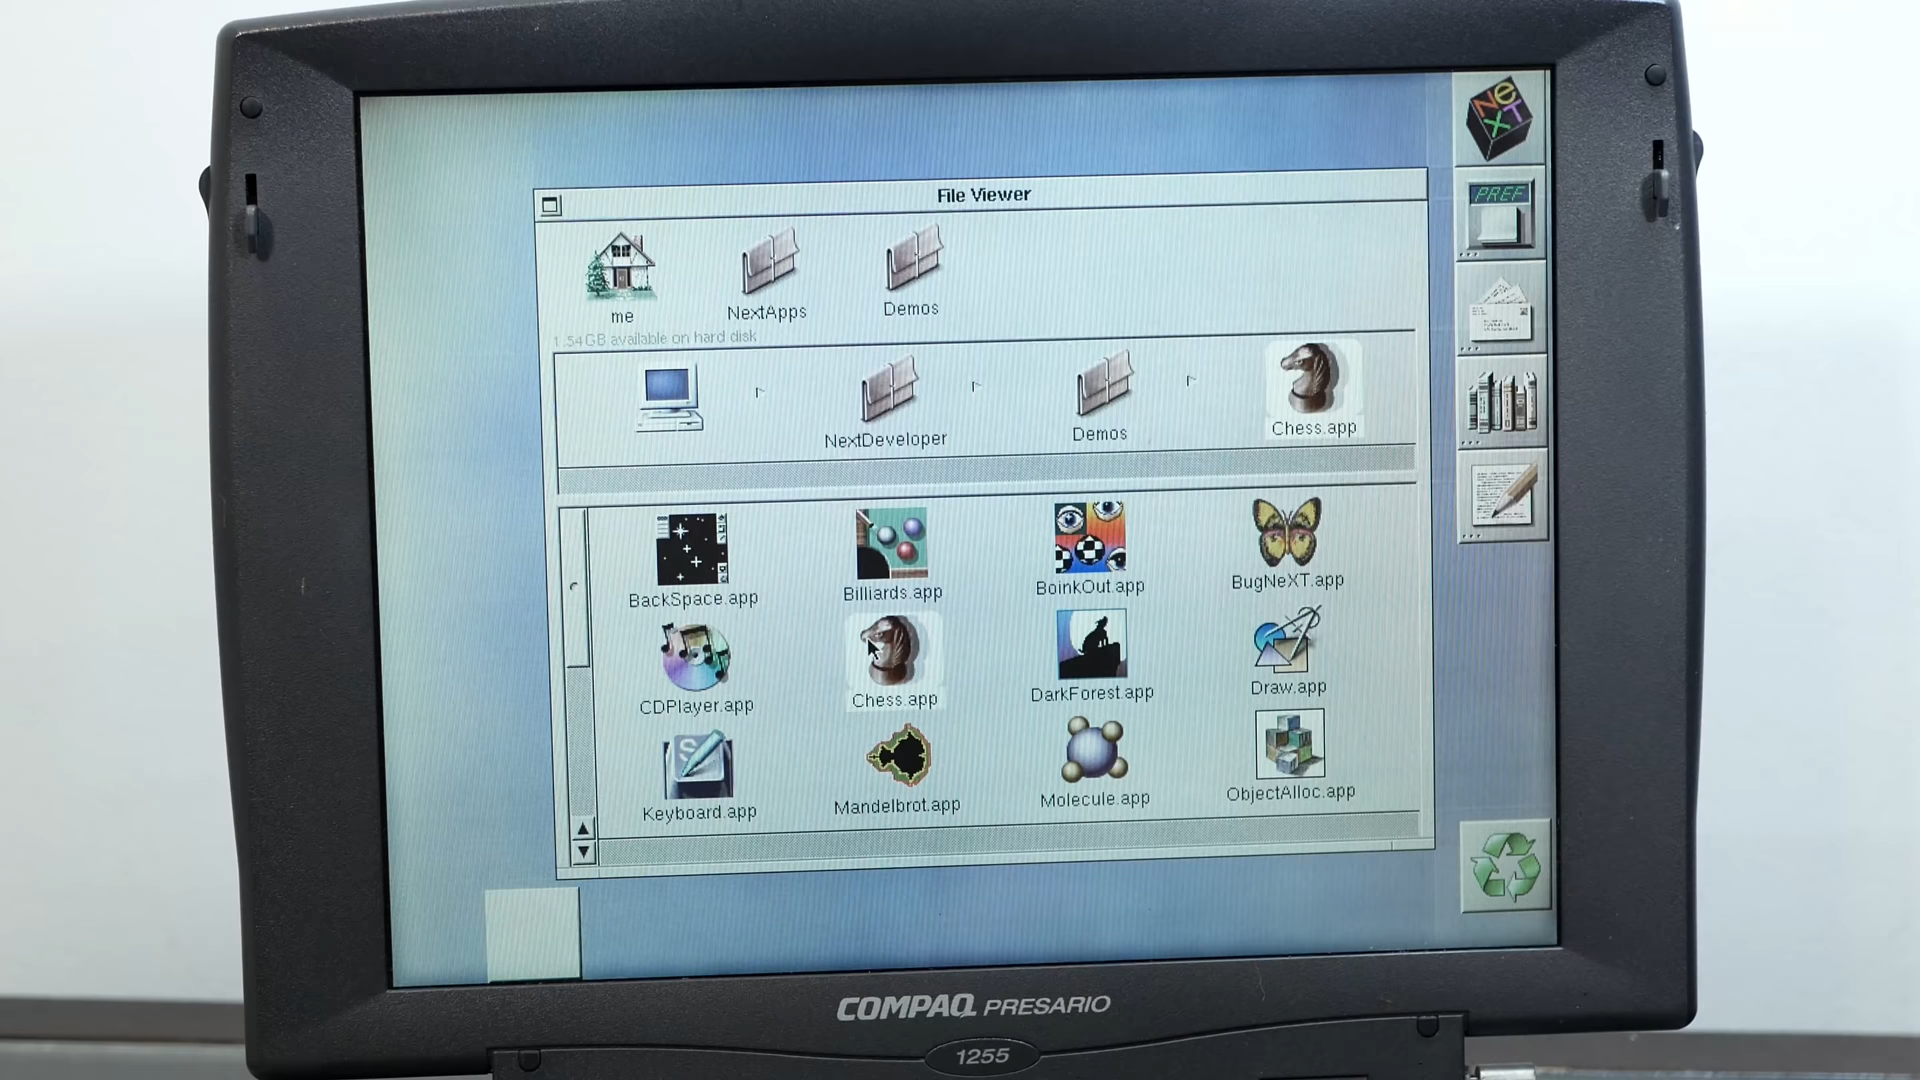 NeXT
File Viewer
PREF
me
NextApps
Demos
1.54GB available on hard disk
NextDeveloper
Demos
Chess.app
BackSpace.app
Billiards.app
BoinkOut.app
BugNeXT.app
CDPlayer.app
Chess.app
DarkForest.app
Draw.app
S
Keyboard.app
Mandelbrot.app
Molecule.app
ObjectAlloc.app
COMPAQ PRESARIO
1255